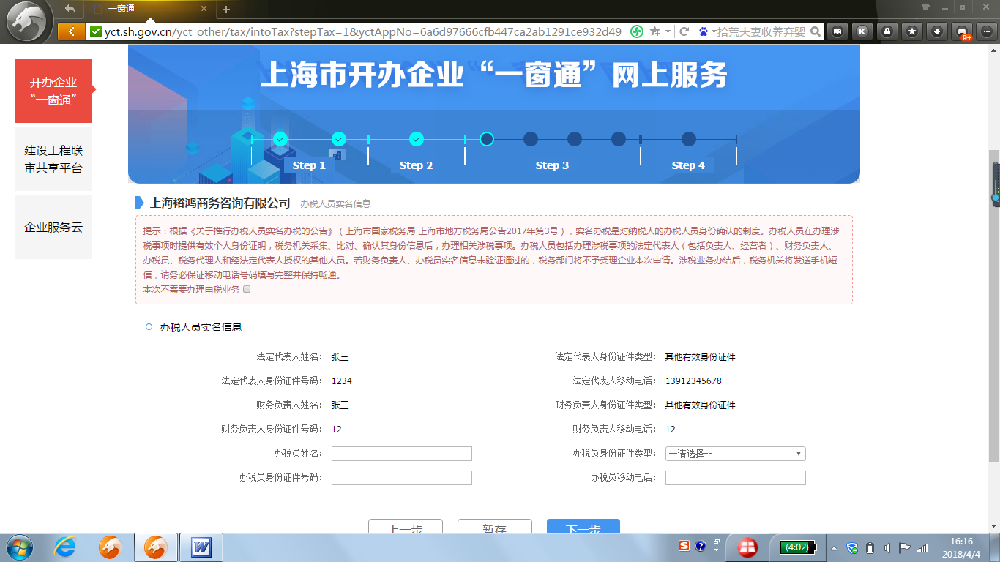 一窗通
yct.sh.gov.cn/yct_other/tax/intoTax?stepTax=1&yctAppNo=6a6d97666cfb447ca2ab1291ce932d49
拾荒夫妻收养弃婴
K
9+
开办企业
“一窗通”
建设工程联
审共享平台
企业服务云
上海市开办企业“一窗通”网上服务
Step 1 Step 2 Step 3 Step 4
上海裕鸿商务咨询有限公司 办税人员实名信息
提示：根据《关于推行办税人员实名办税的公告》（上海市国家税务局 上海市地方税务局公告2017年第3号），实名办税是对纳税人的办税人员身份确认的制度。办税人员在办理涉
税事项时提供有效个人身份证明，税务机关采集、比对、确认其身份信息后，办理相关涉税事项。办税人员包括办理涉税事项的法定代表人（包括负责人、经营者）、财务负责人、
办税员、税务代理人和经法定代表人授权的其他人员。若财务负责人、办税员实名信息未验证通过的，税务部门将不予受理企业本次申请。涉税业务办结后，税务机关将发送手机短
信，请务必保证移动电话号码填写完整并保持畅通。
本次不需要办理申税业务
办税人员实名信息
法定代表人姓名： 张三 法定代表人身份证件类型： 其他有效身份证件
法定代表人身份证件号码： 1234 法定代表人移动电话： 13912345678
财务负责人姓名： 张三 财务负责人身份证件类型： 其他有效身份证件
财务负责人身份证件号码： 12 财务负责人移动电话： 12
办税员姓名： 办税员身份证件类型： --请选择--
办税员身份证件号码： 办税员移动电话：
上一步 暂存 下一步
W
S
(4:02)
16:16
2018/4/4